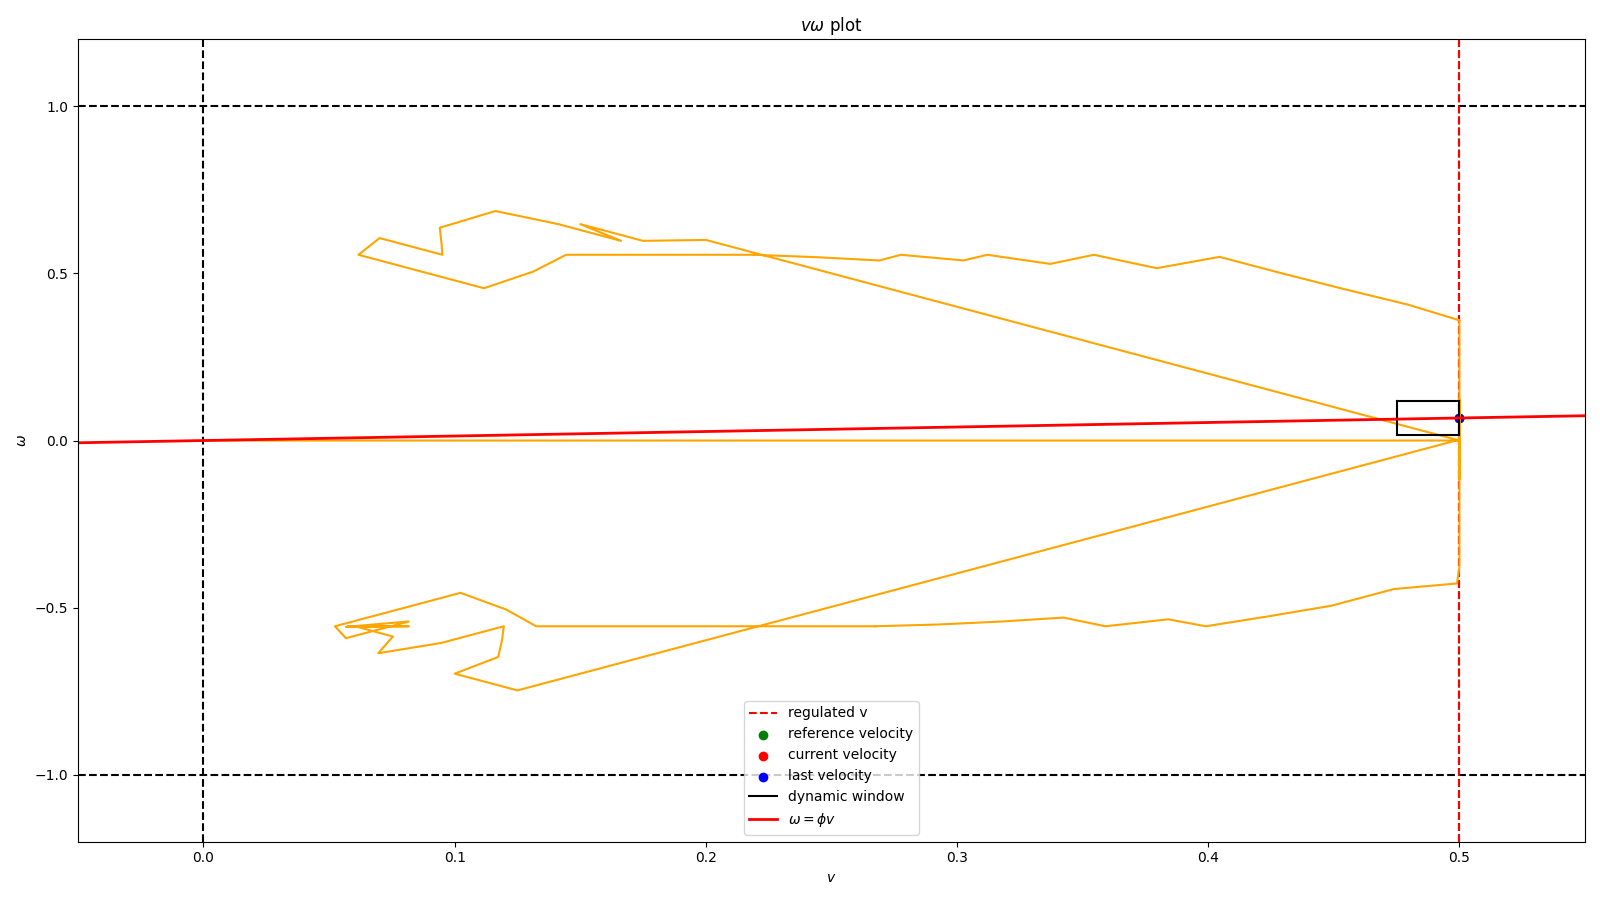 vω plot
1.0
0.5
0.0
−0.5
−1.0
ω
0.0
0.1
0.2
0.3
0.4
0.5
v
regulated v
reference velocity
current velocity
last velocity
dynamic window
ω = ϕv